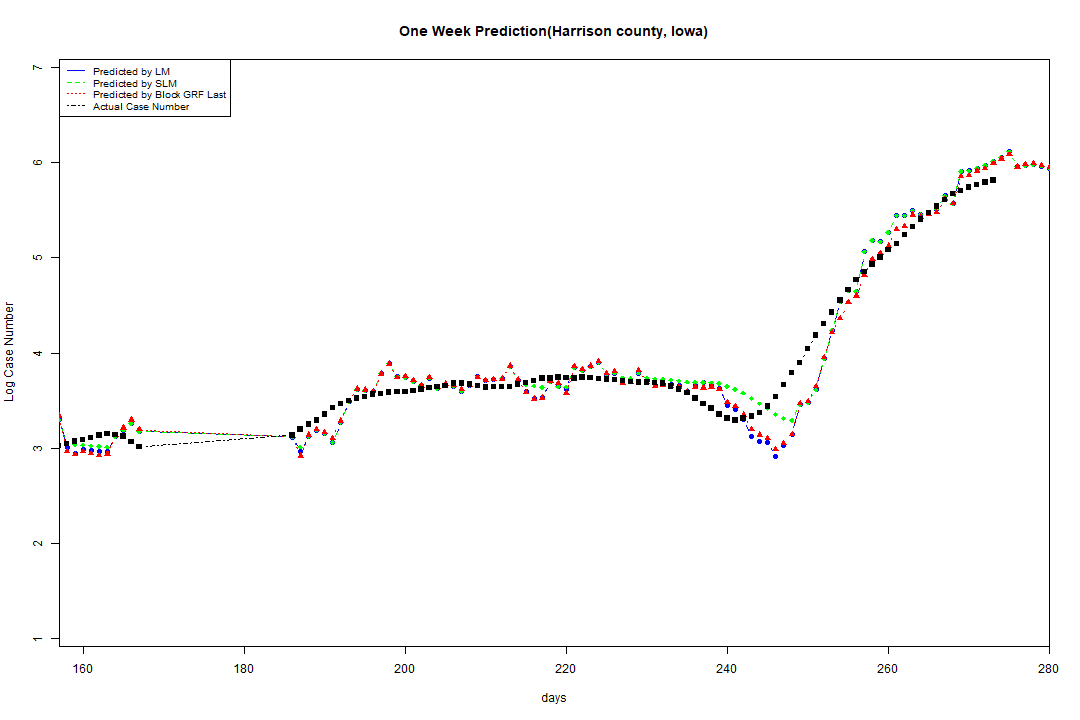 One Week Prediction(Harrison county, Iowa)
Predicted by LM
Predicted by SLM
Predicted by Block GRF Last
Actual Case Number
7
6
5
4
3
2
1
Log Case Number
160 180 200 220 240 260 280
days